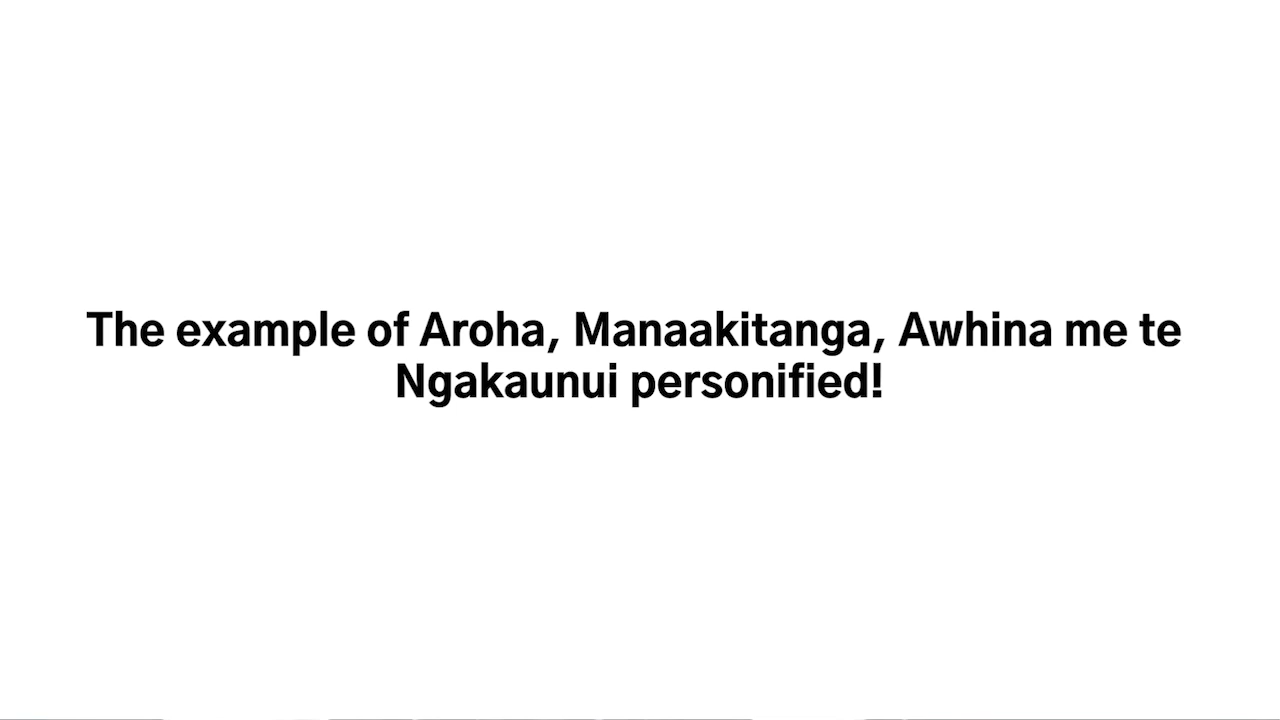 The example of Aroha, Manaakitanga, Awhina me te
Ngakaunui personified!